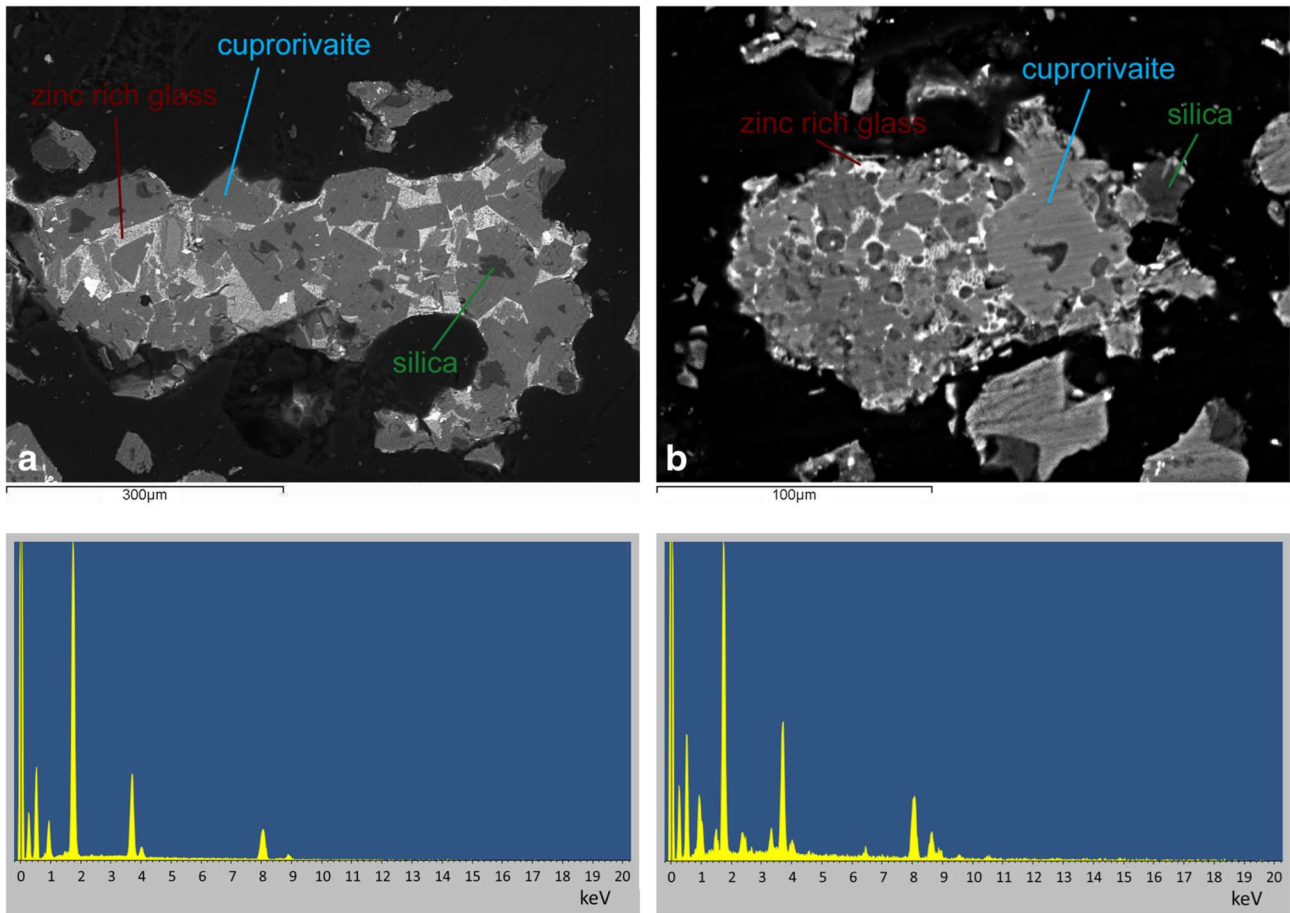 cuprorivaite
zinc rich glass
silica
a
300µm
cuprorivaite
zinc rich glass
silica
b
100µm
0 1 2 3 4 5 6 7 8 9 10 11 12 13 14 15 16 17 18 19 20
keV
0 1 2 3 4 5 6 7 8 9 10 11 12 13 14 15 16 17 18 19 20
keV